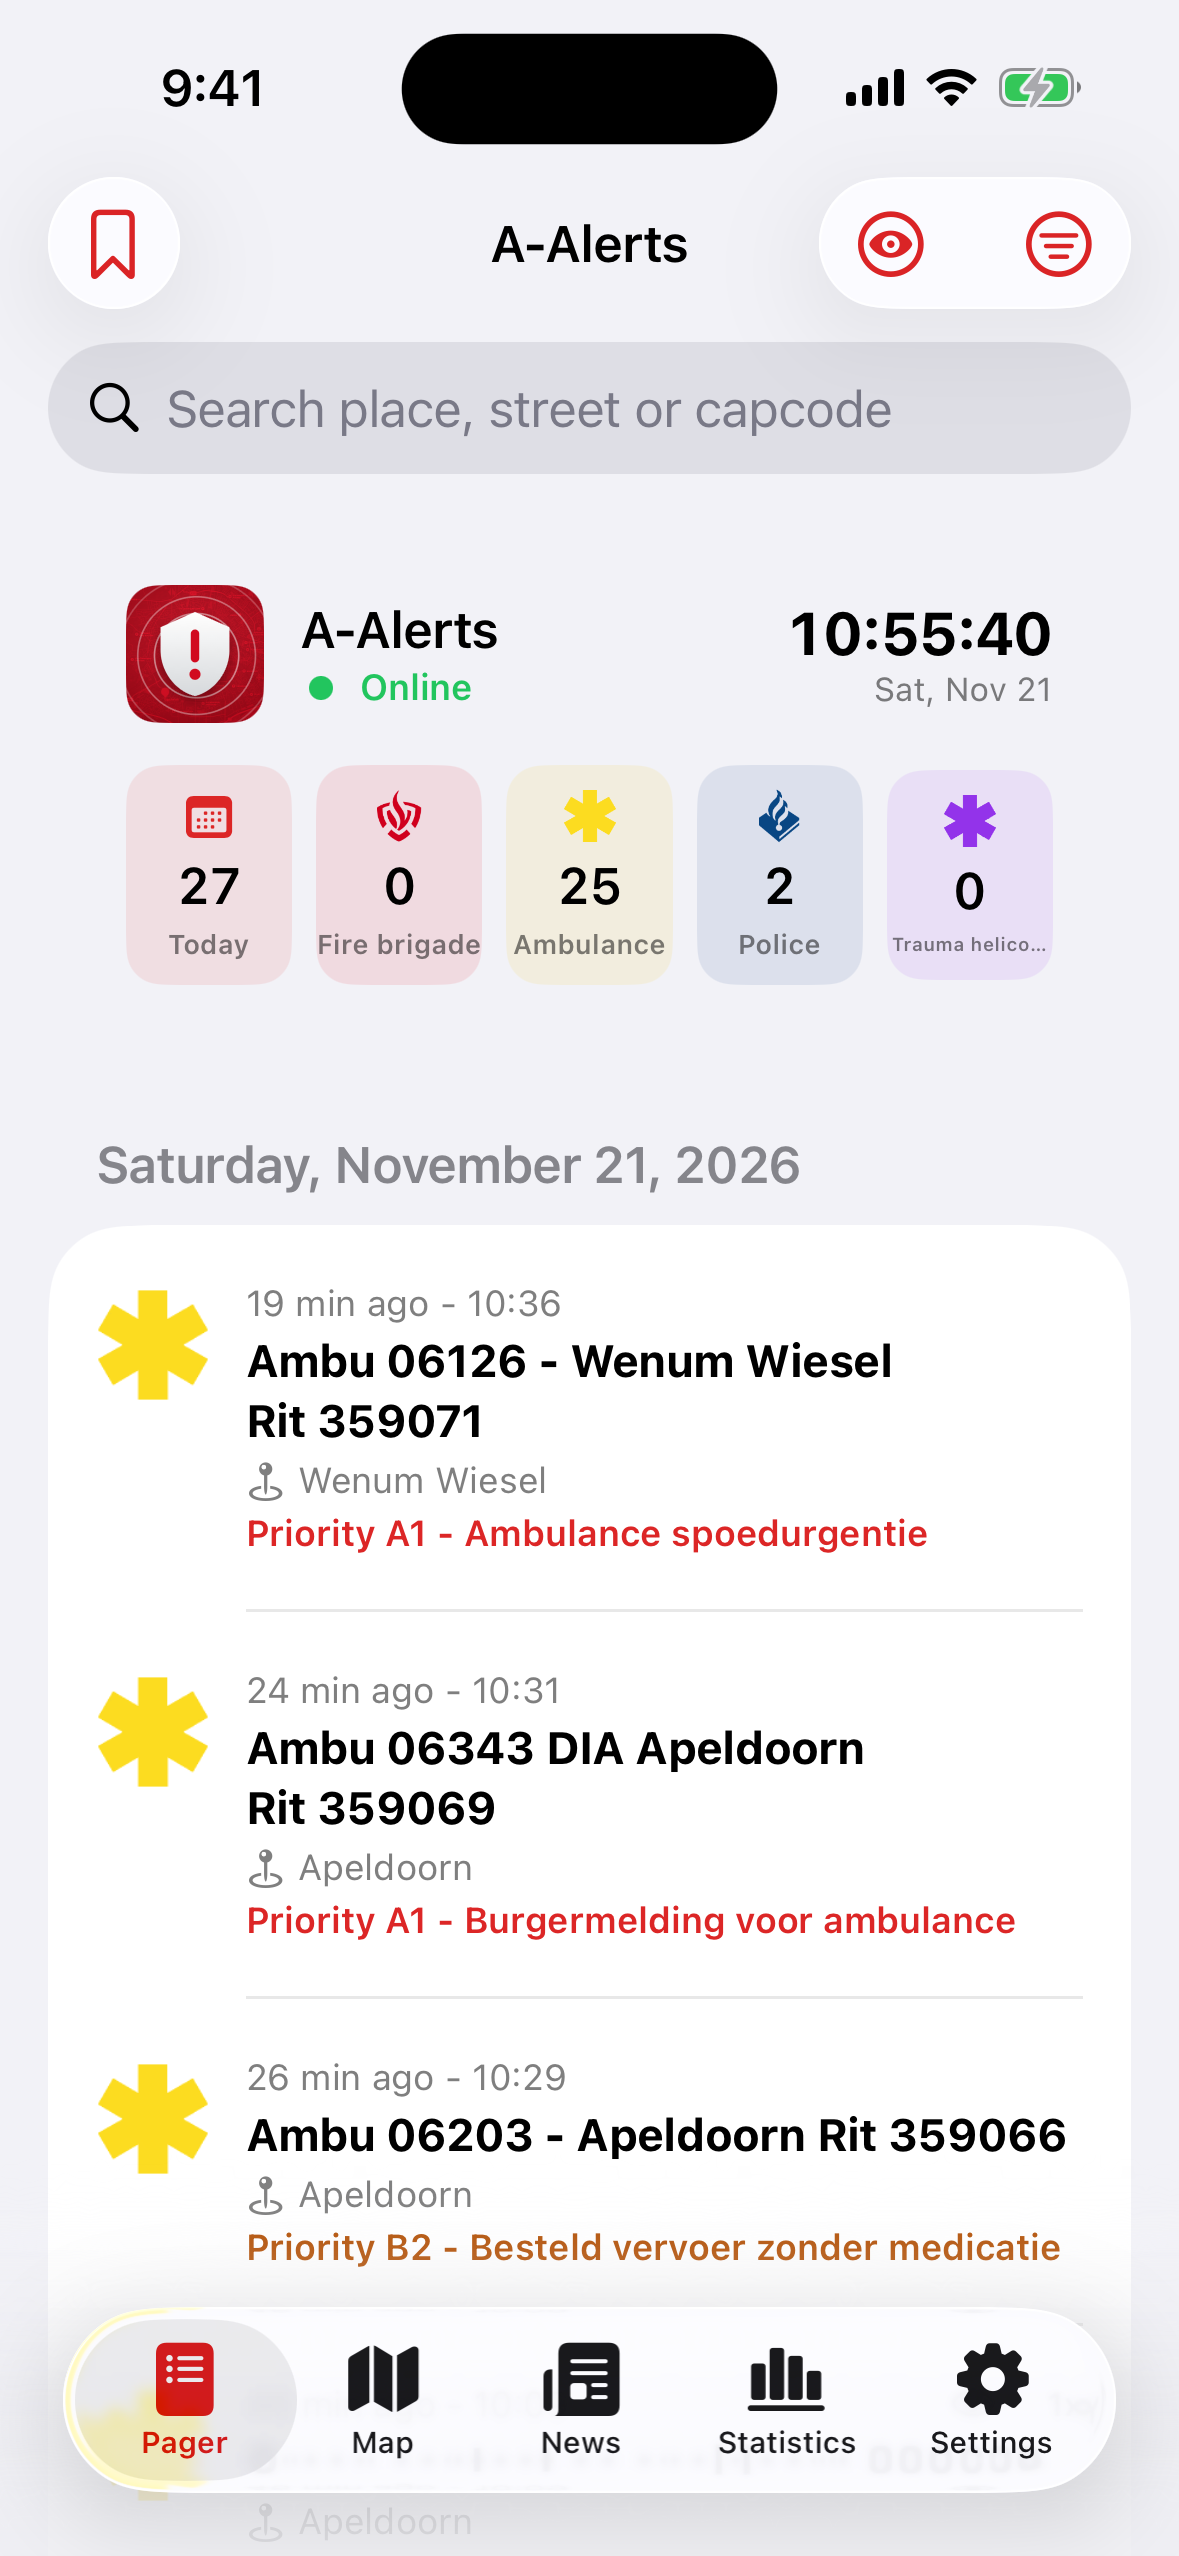 9:41
A-Alerts
Search place, street or capcode
A-Alerts
Online
10:55:40
Sat, Nov 21
27
Today
0
Fire brigade
25
Ambulance
2
Police
0
Trauma helico...
Saturday, November 21, 2026
19 min ago - 10:36
Ambu 06126 - Wenum Wiesel
Rit 359071
Wenum Wiesel
Priority A1 - Ambulance spoedurgentie
24 min ago - 10:31
Ambu 06343 DIA Apeldoorn
Rit 359069
Apeldoorn
Priority A1 - Burgermelding voor ambulance
26 min ago - 10:29
Ambu 06203 - Apeldoorn Rit 359066
Apeldoorn
Priority B2 - Besteld vervoer zonder medicatie
Pager
Map
News
Statistics
Settings
Apeldoorn